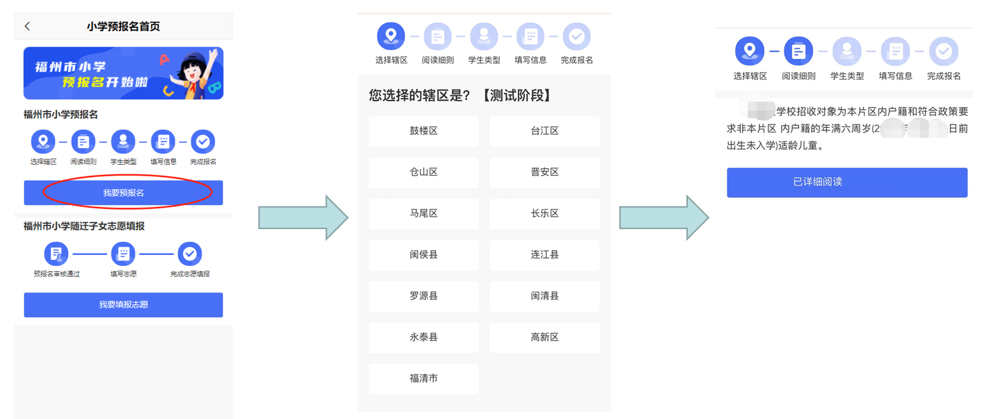 小学预报名首页
福州市小学
预报名开始啦
A
C
B
福州市小学预报名
选择辖区 阅读细则 学生类型 填写信息 完成报名
我要预报名
福州市小学随迁子女志愿填报
预报名审核通过 填写志愿 完成志愿填报
我要填报志愿
选择辖区 阅读细则 学生类型 填写信息 完成报名
您选择的辖区是? 【测试阶段】
鼓楼区 台江区
仓山区 晋安区
马尾区 长乐区
闽侯县 连江县
罗源县 闽清县
永泰县 高新区
福清市
选择辖区 阅读细则 学生类型 填写信息 完成报名
学校招收对象为本片区内户籍和符合政策要
求非本片区 内户籍的年满六周岁(2 日前
出生未入学)适龄儿童。
已详细阅读